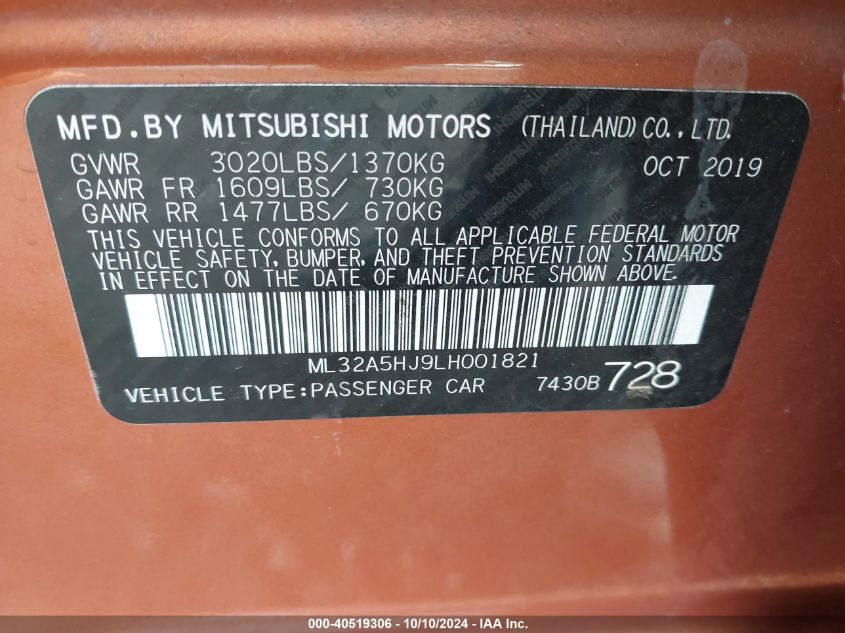 MFD.BY MITSUBISHI MOTORS (THAILAND)CO.,LTD.
GVWR 3020LBS/1370KG OCT 2019
GAWR FR 1609LBS/ 730KG
GAWR RR 1477LBS/ 670KG
THIS VEHICLE CONFORMS TO ALL APPLICABLE FEDERAL MOTOR
VEHICLE SAFETY, BUMPER, AND THEFT PREVENTION STANDARDS
IN EFFECT ON THE DATE OF MANUFACTURE SHOWN ABOVE.
ML32A5HJ9LH001821
VEHICLE TYPE:PASSENGER CAR 7430B 728
000-40519306 - 10/10/2024 - IAA Inc.